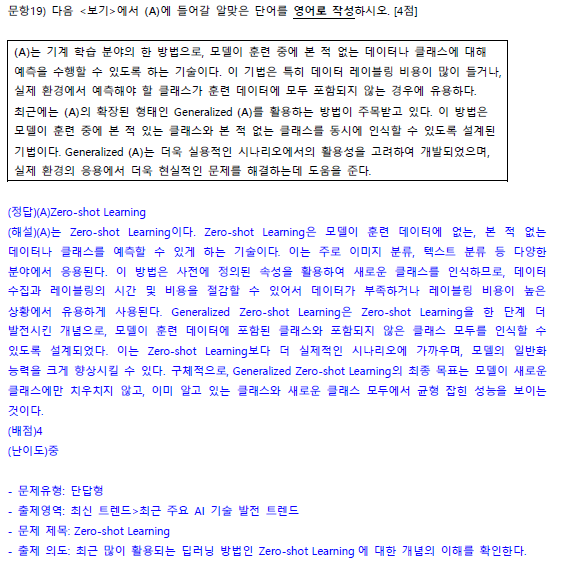 문항19) 다음 <보기>에서 (A)에 들어갈 알맞은 단어를 영어로 작성하시오. [4점]
(A)는 기계 학습 분야의 한 방법으로, 모델이 훈련 중에 본 적 없는 데이터나 클래스에 대해
예측을 수행할 수 있도록 하는 기술이다. 이 기법은 특히 데이터 레이블링 비용이 많이 들거나,
실제 환경에서 예측해야 할 클래스가 훈련 데이터에 모두 포함되지 않는 경우에 유용하다.
최근에는 (A)의 확장된 형태인 Generalized (A)를 활용하는 방법이 주목받고 있다. 이 방법은
모델이 훈련 중에 본 적 있는 클래스와 본 적 없는 클래스를 동시에 인식할 수 있도록 설계된
기법이다. Generalized (A)는 더욱 실용적인 시나리오에서의 활용성을 고려하여 개발되었으며,
실제 환경의 응용에서 더욱 현실적인 문제를 해결하는데 도움을 준다.
(정답)(A)Zero-shot Learning
(해설)(A)는 Zero-shot Learning이다. Zero-shot Learning은 모델이 훈련 데이터에 없는, 본 적 없는
데이터나 클래스를 예측할 수 있게 하는 기술이다. 이는 주로 이미지 분류, 텍스트 분류 등 다양한
분야에서 응용된다. 이 방법은 사전에 정의된 속성을 활용하여 새로운 클래스를 인식하므로, 데이터
수집과 레이블링의 시간 및 비용을 절감할 수 있어서 데이터가 부족하거나 레이블링 비용이 높은
상황에서 유용하게 사용된다. Generalized Zero-shot Learning은 Zero-shot Learning을 한 단계 더
발전시킨 개념으로, 모델이 훈련 데이터에 포함된 클래스와 포함되지 않은 클래스 모두를 인식할 수
있도록 설계되었다. 이는 Zero-shot Learning보다 더 실제적인 시나리오에 가까우며, 모델의 일반화
능력을 크게 향상시킬 수 있다. 구체적으로, Generalized Zero-shot Learning의 최종 목표는 모델이 새로운
클래스에만 치우치지 않고, 이미 알고 있는 클래스와 새로운 클래스 모두에서 균형 잡힌 성능을 보이는
것이다.
(배점)4
(난이도)중
- 문제유형: 단답형
- 출제영역: 최신 트렌드>최근 주요 AI 기술 발전 트렌드
- 문제 제목: Zero-shot Learning
- 출제 의도: 최근 많이 활용되는 딥러닝 방법인 Zero-shot Learning 에 대한 개념의 이해를 확인한다.